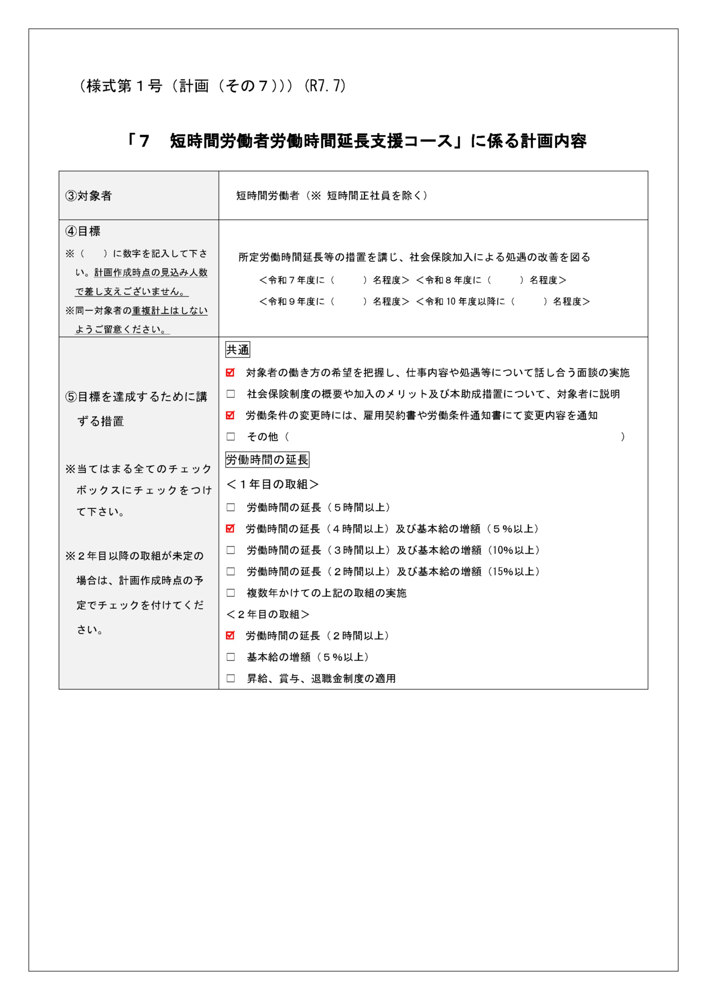 （様式第１号（計画（その７）））(R7.7)
「７　短時間労働者労働時間延長支援コース」に係る計画内容
③対象者
短時間労働者（※ 短時間正社員を除く）
④目標
※（　　）に数字を記入して下さ
い。計画作成時点の見込み人数
で差し支えございません。
※同一対象者の重複計上はしない
ようご留意ください。
所定労働時間延長等の措置を講じ、社会保険加入による処遇の改善を図る
＜令和７年度に（　　　）名程度＞ ＜令和８年度に（　　　）名程度＞
＜令和９年度に（　　　）名程度＞ ＜令和 10 年度以降に（　　　）名程度＞
⑤目標を達成するために講
ずる措置
※当てはまる全てのチェック
ボックスにチェックをつけ
て下さい。
※２年目以降の取組が未定の
場合は、計画作成時点の予
定でチェックを付けてくだ
さい。
共通
☑　対象者の働き方の希望を把握し、仕事内容や処遇等について話し合う面談の実施
□　社会保険制度の概要や加入のメリット及び本助成措置について、対象者に説明
☑　労働条件の変更時には、雇用契約書や労働条件通知書にて変更内容を通知
□　その他（　　　　　　　　　　　　　　　　　　　　　　　　　　　　　　　）
労働時間の延長
＜１年目の取組＞
□　労働時間の延長（５時間以上）
☑　労働時間の延長（４時間以上）及び基本給の増額（５％以上）
□　労働時間の延長（３時間以上）及び基本給の増額（10％以上）
□　労働時間の延長（２時間以上）及び基本給の増額（15％以上）
□　複数年かけての上記の取組の実施
＜２年目の取組＞
☑　労働時間の延長（２時間以上）
□　基本給の増額（５％以上）
□　昇給、賞与、退職金制度の適用